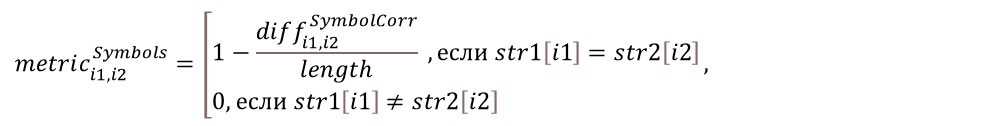 metric^{Symbols}_{i1,i2} = [ 1 − diff^{SymbolCorr}_{i1,i2} / length , если str1[i1] = str2[i2] ,
0, если str1[i1] ≠ str2[i2]